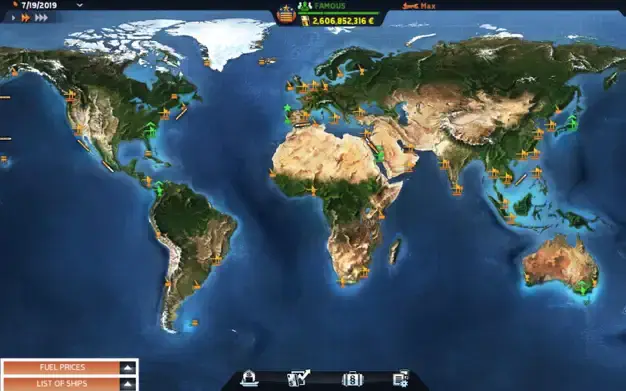 7/19/2019
FAMOUS
2,606,852,316 €
Max
FUEL PRICES
LIST OF SHIPS